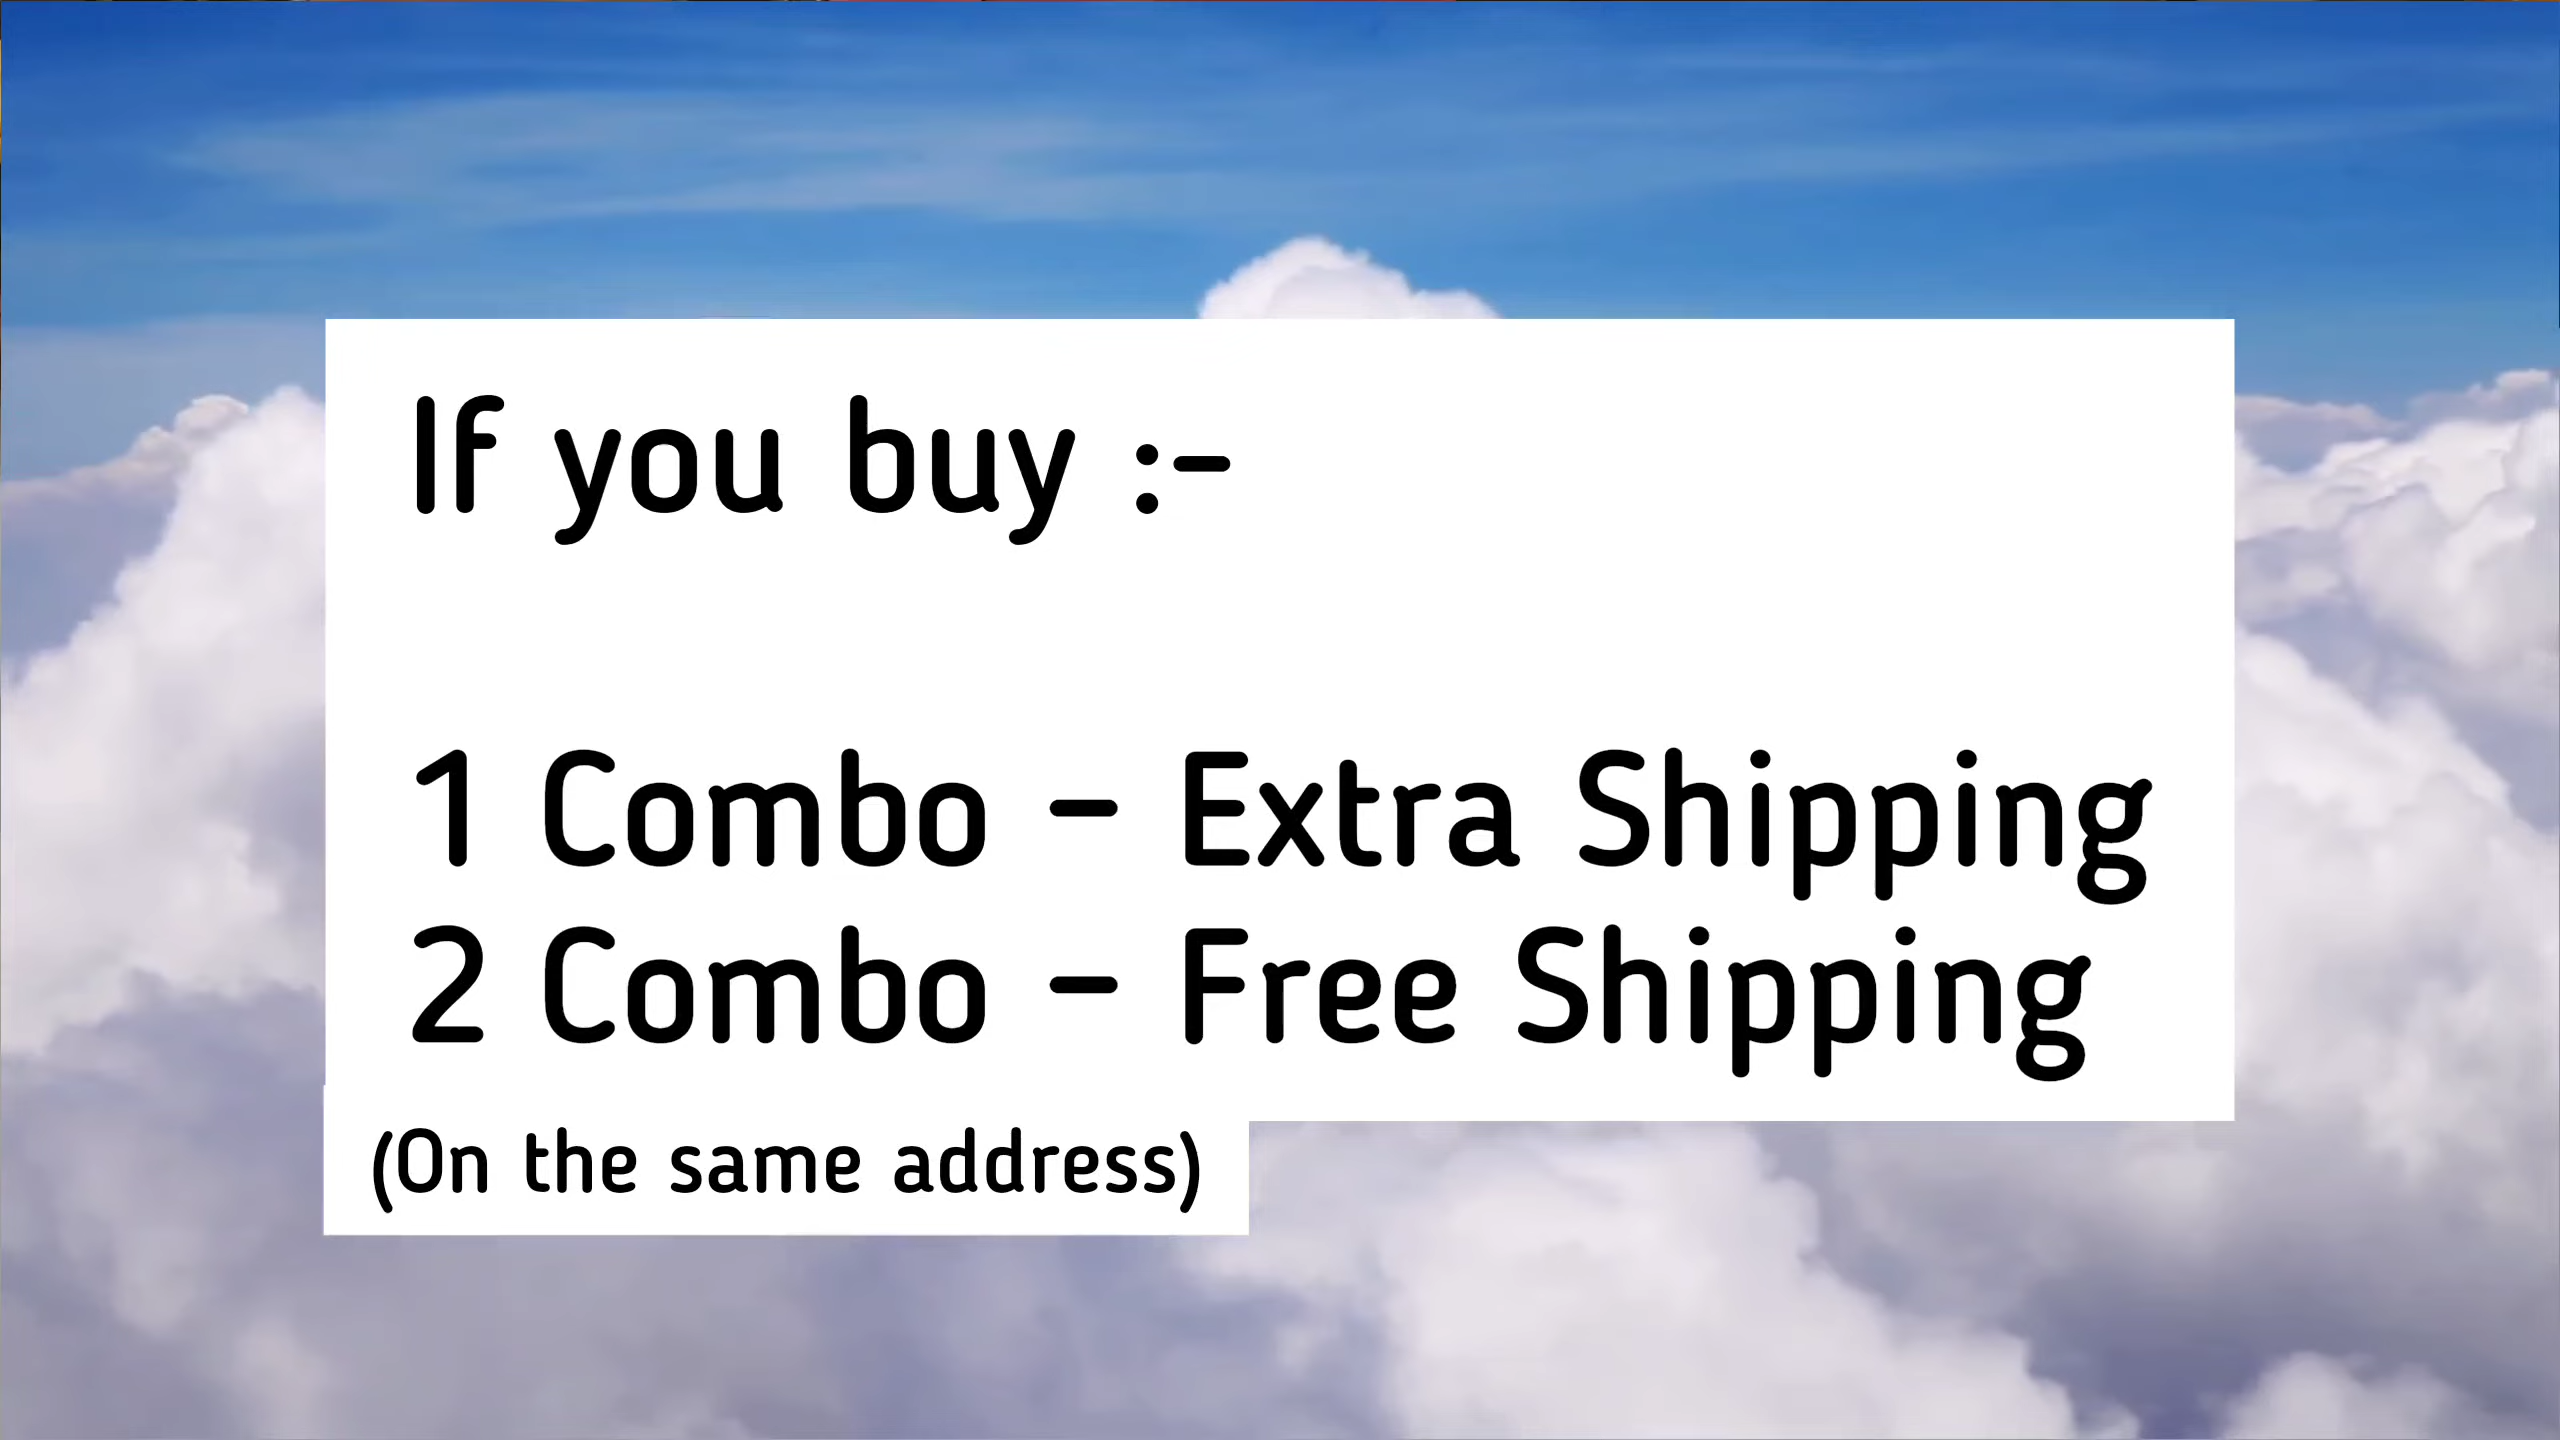 If you buy :-
1 Combo - Extra Shipping
2 Combo - Free Shipping
(On the same address)